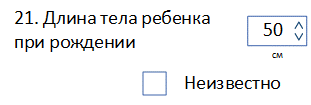 21. Длина тела ребенка
при рождении
50
см
Неизвестно